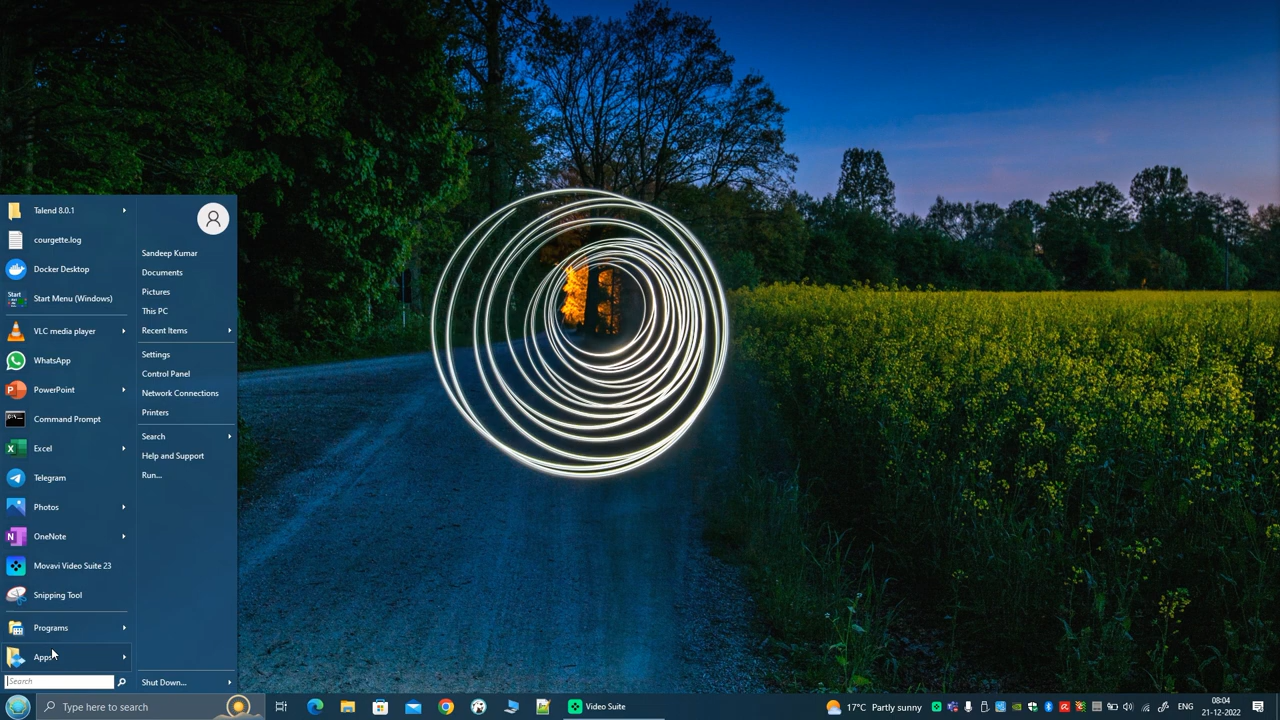 Talend 8.0.1
courgette.log
Docker Desktop
Start
Start Menu (Windows)
VLC media player
WhatsApp
PowerPoint
Command Prompt
Excel
Telegram
Photos
OneNote
Movavi Video Suite 23
Snipping Tool
Programs
Apps
Search
Sandeep Kumar
Documents
Pictures
This PC
Recent Items
Settings
Control Panel
Network Connections
Printers
Search
Help and Support
Run...
Shut Down...
Type here to search
Video Suite
17°C Partly sunny
ENG
08:04
21-12-2022